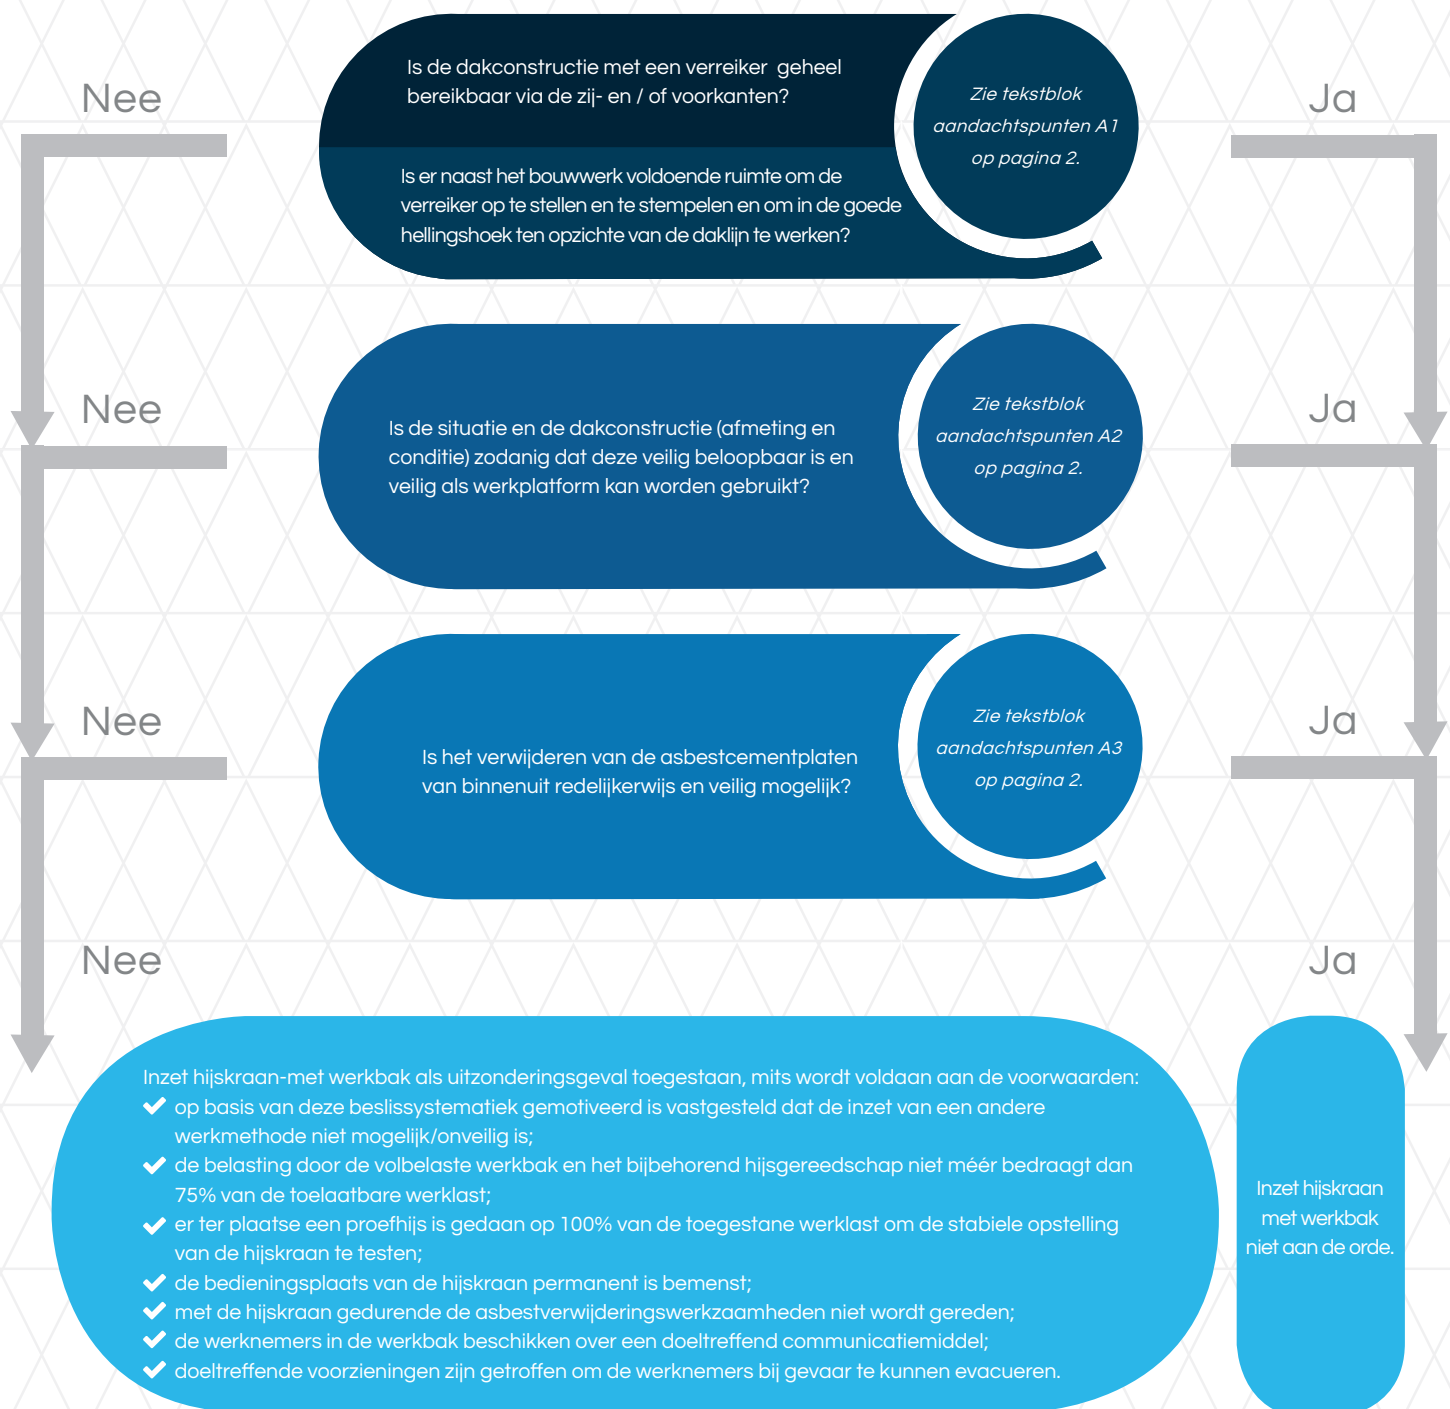 Nee
Is de dakconstructie met een verreiker geheel
bereikbaar via de zij- en / of voorkanten?
Is er naast het bouwwerk voldoende ruimte om de
verreiker op te stellen en te stempelen en om in de goede
hellingshoek ten opzichte van de daklijn te werken?
Zie tekstblok
aandachtspunten A1
op pagina 2.
Ja
Nee
Is de situatie en de dakconstructie (afmeting en
conditie) zodanig dat deze veilig beloopbaar is en
veilig als werkplatform kan worden gebruikt?
Zie tekstblok
aandachtspunten A2
op pagina 2.
Ja
Nee
Is het verwijderen van de asbestcementplaten
van binnenuit redelijkerwijs en veilig mogelijk?
Zie tekstblok
aandachtspunten A3
op pagina 2.
Ja
Nee
Ja
Inzet hijskraan-met werkbak als uitzonderingsgeval toegestaan, mits wordt voldaan aan de voorwaarden:
✔ op basis van deze beslissystematiek gemotiveerd is vastgesteld dat de inzet van een andere
werkmethode niet mogelijk/onveilig is;
✔ de belasting door de volbelaste werkbak en het bijbehorend hijsgereedschap niet méér bedraagt dan
75% van de toelaatbare werklast;
✔ er ter plaatse een proefhijs is gedaan op 100% van de toegestane werklast om de stabiele opstelling
van de hijskraan te testen;
✔ de bedieningsplaats van de hijskraan permanent is bemenst;
✔ met de hijskraan gedurende de asbestverwijderingswerkzaamheden niet wordt gereden;
✔ de werknemers in de werkbak beschikken over een doeltreffend communicatiemiddel;
✔ doeltreffende voorzieningen zijn getroffen om de werknemers bij gevaar te kunnen evacueren.
Inzet hijskraan
met werkbak
niet aan de orde.